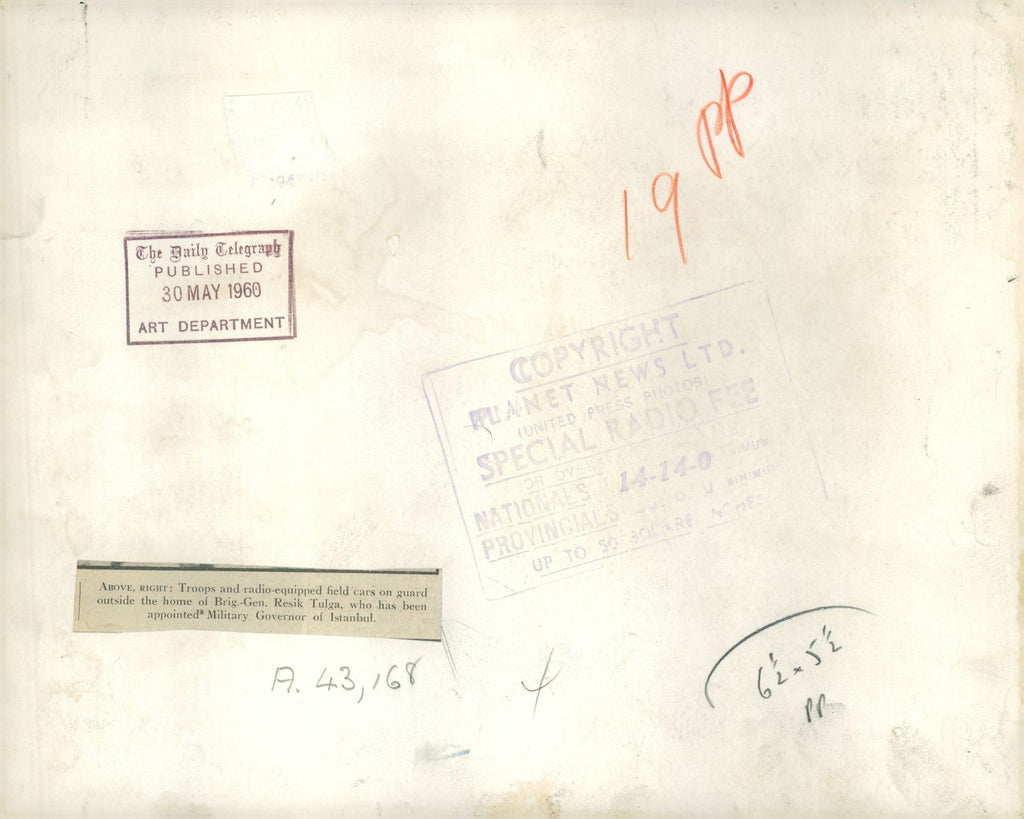 19 PP
The Daily Telegraph
PUBLISHED
30 MAY 1960
ART DEPARTMENT
COPYRIGHT
PLANET NEWS LTD.
(UNITED PRESS PHOTOS)
SPECIAL RADIO FEE
NATIONALS 14-14-0
PROVINCIALS
UP TO 50 SQUARE INCHES
ABOVE, RIGHT: Troops and radio-equipped field cars on guard
outside the home of Brig.-Gen. Resik Tulga, who has been
appointed Military Governor of Istanbul.
A. 43,168
6½ x 5½
PP